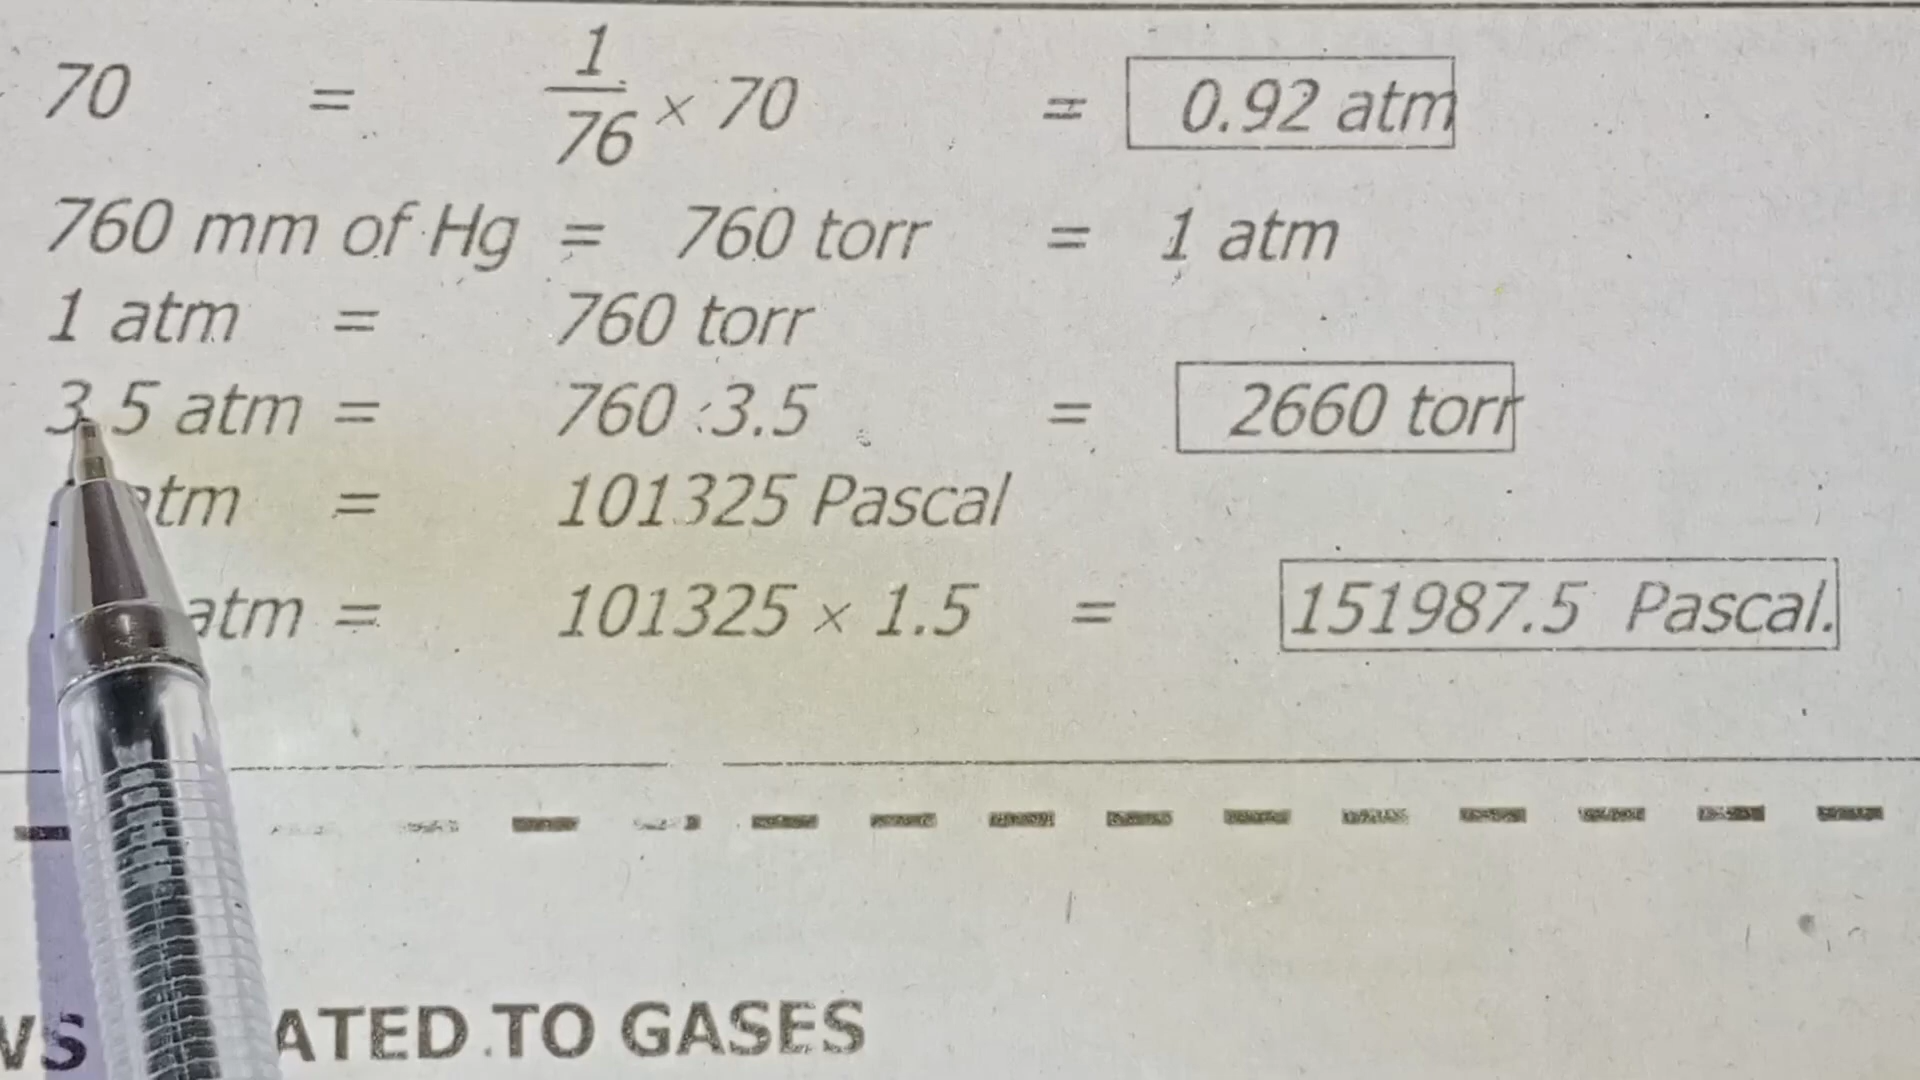 70 = 1/76 × 70 = 0.92 atm
760 mm of Hg = 760 torr = 1 atm
1 atm = 760 torr
3.5 atm = 760 3.5 = 2660 torr
atm = 101325 Pascal
atm = 101325 × 1.5 = 151987.5 Pascal.
TO GASES